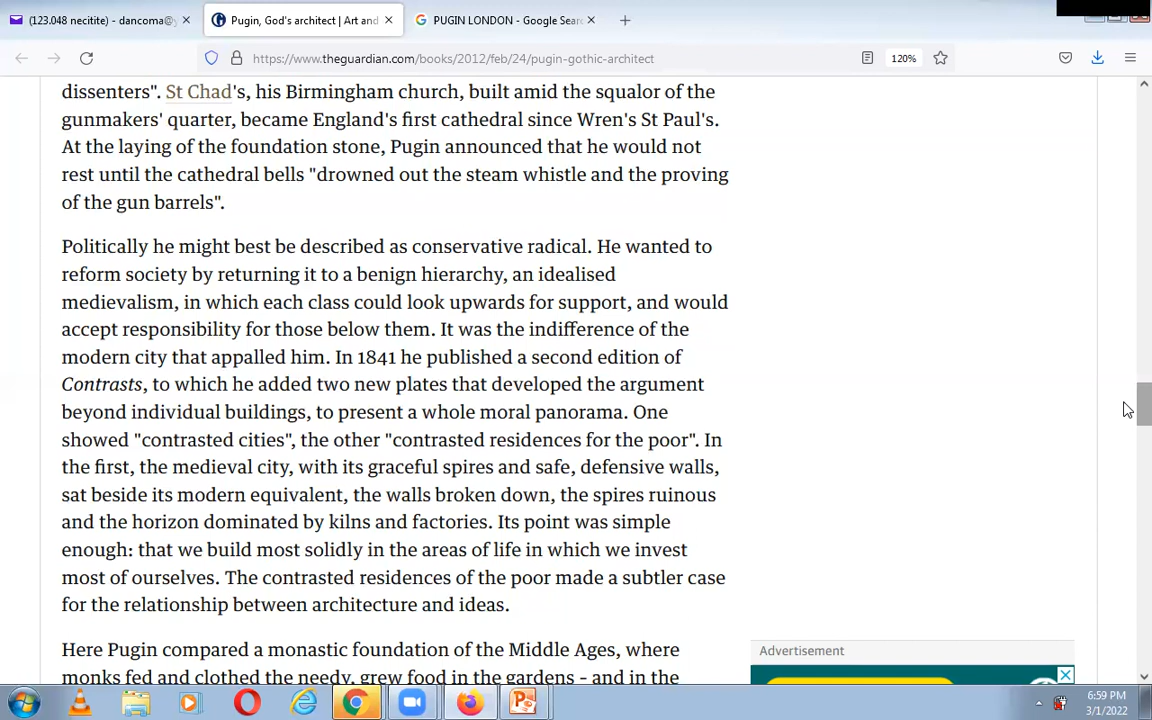 (123.048 necitite) - dancoma@y
Pugin, God's architect | Art and
PUGIN LONDON - Google Sear
https://www.theguardian.com/books/2012/feb/24/pugin-gothic-architect
120%
dissenters". St Chad's, his Birmingham church, built amid the squalor of the
gunmakers' quarter, became England's first cathedral since Wren's St Paul's.
At the laying of the foundation stone, Pugin announced that he would not
rest until the cathedral bells "drowned out the steam whistle and the proving
of the gun barrels".
Politically he might best be described as conservative radical. He wanted to
reform society by returning it to a benign hierarchy, an idealised
medievalism, in which each class could look upwards for support, and would
accept responsibility for those below them. It was the indifference of the
modern city that appalled him. In 1841 he published a second edition of
Contrasts, to which he added two new plates that developed the argument
beyond individual buildings, to present a whole moral panorama. One
showed "contrasted cities", the other "contrasted residences for the poor". In
the first, the medieval city, with its graceful spires and safe, defensive walls,
sat beside its modern equivalent, the walls broken down, the spires ruinous
and the horizon dominated by kilns and factories. Its point was simple
enough: that we build most solidly in the areas of life in which we invest
most of ourselves. The contrasted residences of the poor made a subtler case
for the relationship between architecture and ideas.
Here Pugin compared a monastic foundation of the Middle Ages, where
monks fed and clothed the needy, grew food in the gardens – and in the
Advertisement
6:59 PM
3/1/2022